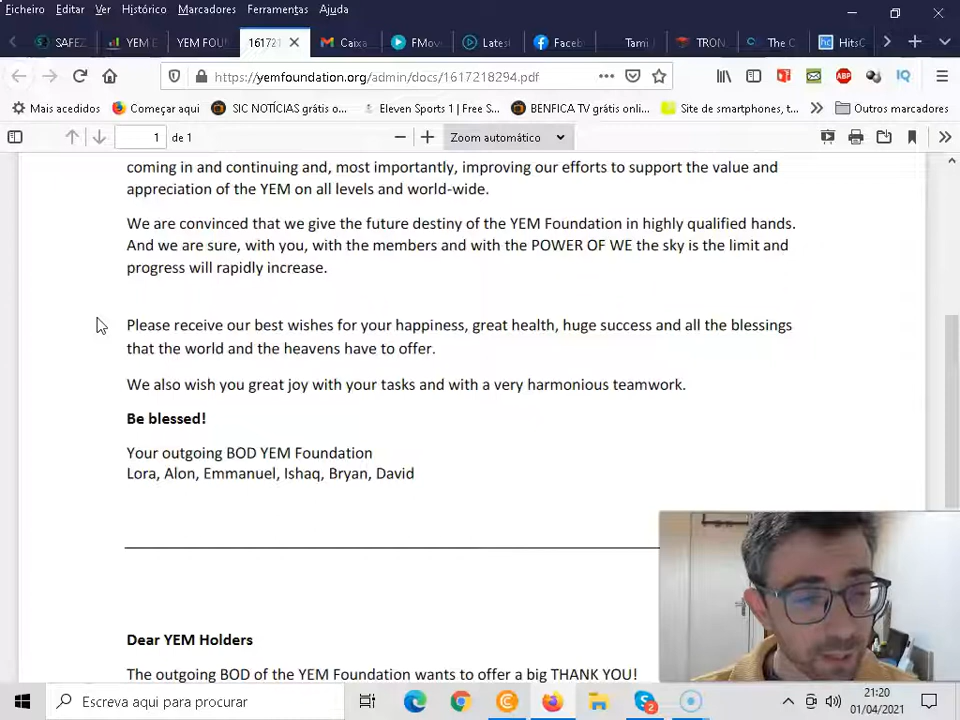 Ficheiro Editar Ver Histórico Marcadores Ferramentas Ajuda
SAFEZ YEM E YEM FOU 161721 Caixa FMov Latest Faceb Tami TRON The C HitsC
https://yemfoundation.org/admin/docs/1617218294.pdf ABP IQ
Mais acedidos Começar aqui SIC NOTÍCIAS grátis o... Eleven Sports 1 | Free S... BENFICA TV grátis onli... Site de smartphones, t... Outros marcadores
1 de 1 Zoom automático
coming in and continuing and, most importantly, improving our efforts to support the value and
appreciation of the YEM on all levels and world-wide.
We are convinced that we give the future destiny of the YEM Foundation in highly qualified hands.
And we are sure, with you, with the members and with the POWER OF WE the sky is the limit and
progress will rapidly increase.
Please receive our best wishes for your happiness, great health, huge success and all the blessings
that the world and the heavens have to offer.
We also wish you great joy with your tasks and with a very harmonious teamwork.
Be blessed!
Your outgoing BOD YEM Foundation
Lora, Alon, Emmanuel, Ishaq, Bryan, David
Dear YEM Holders
The outgoing BOD of the YEM Foundation wants to offer a big THANK YOU!
Escreva aqui para procurar
2
21:20
01/04/2021